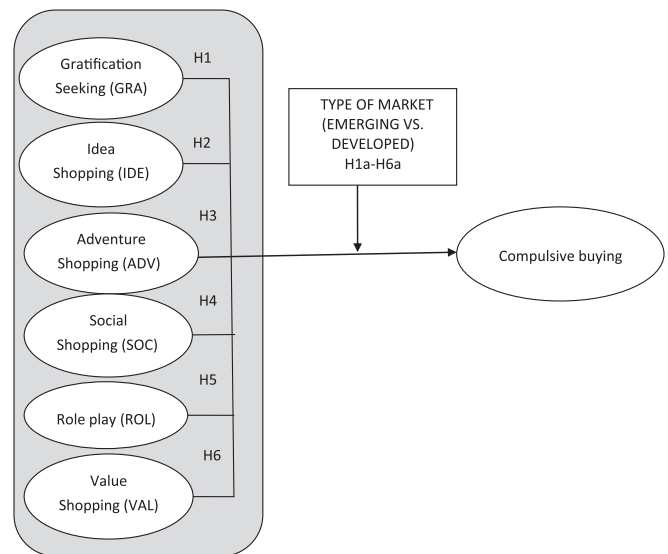 H1
Gratification
Seeking (GRA)
H2
Idea
Shopping (IDE)
H3
Adventure
Shopping (ADV)
H4
Social
Shopping (SOC)
H5
Role play (ROL)
H6
Value
Shopping (VAL)
TYPE OF MARKET
(EMERGING VS.
DEVELOPED)
H1a-H6a
Compulsive buying